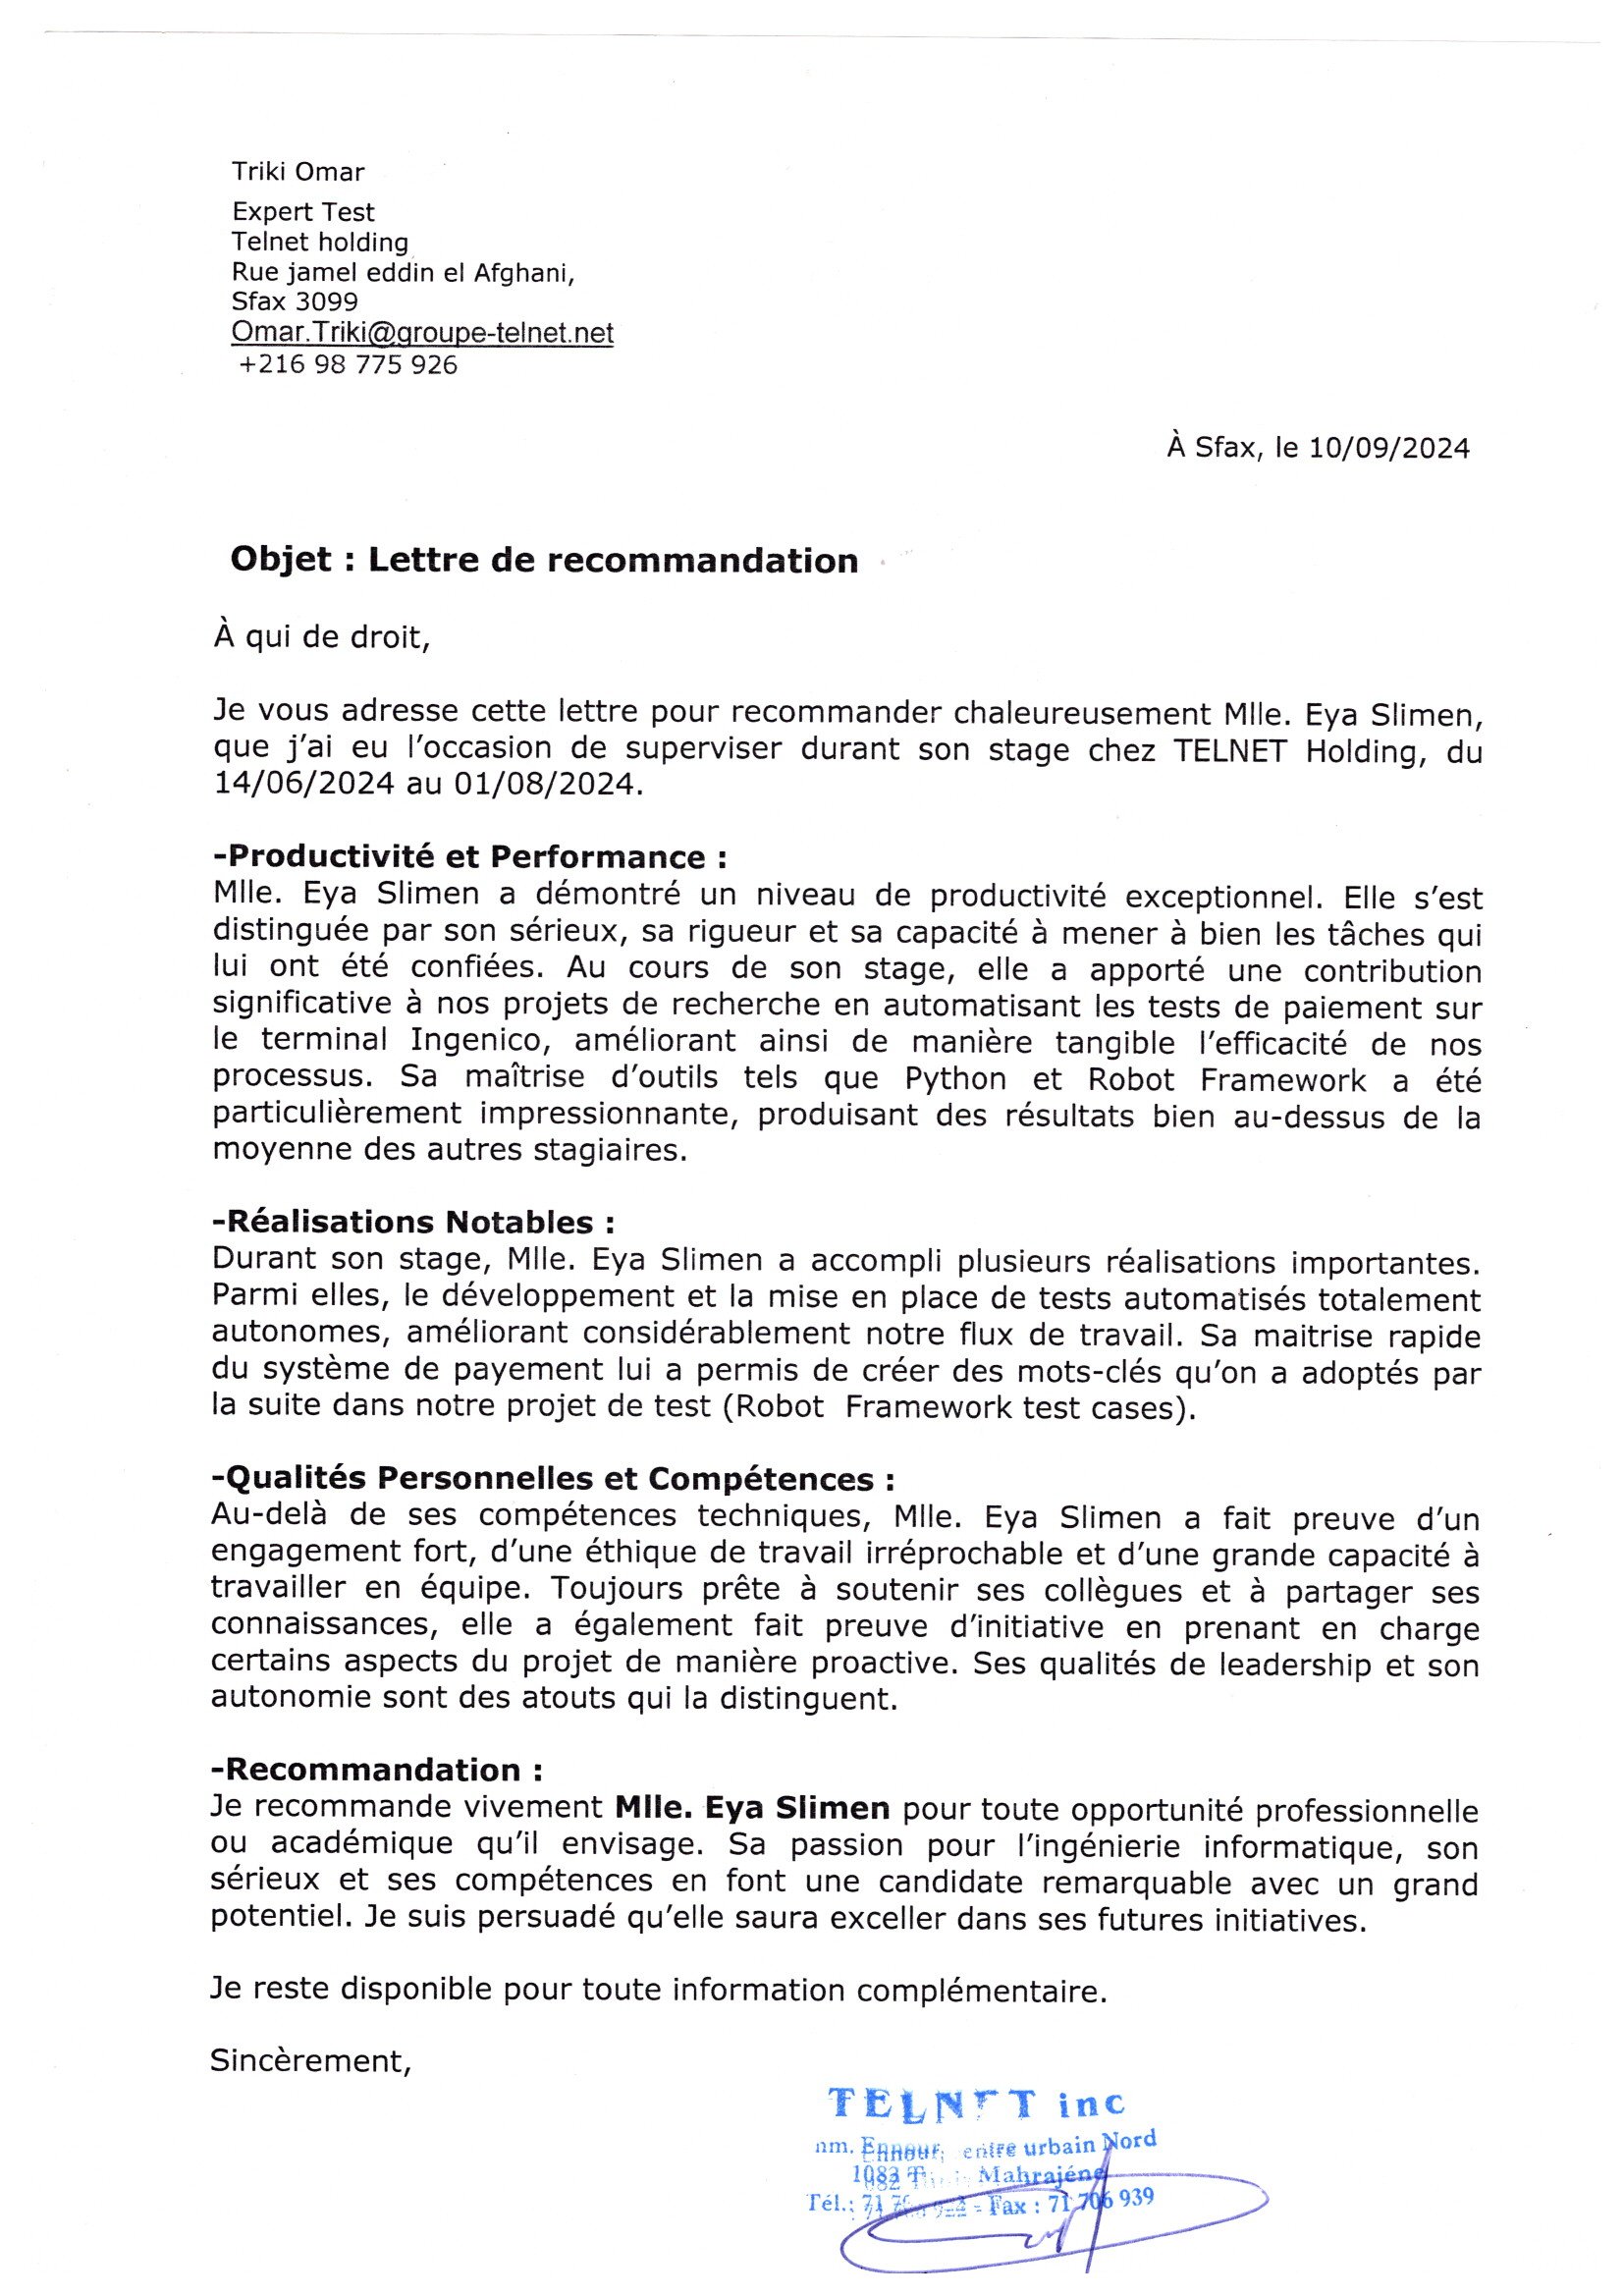 Triki Omar
Expert Test
Telnet holding
Rue jamel eddin el Afghani,
Sfax 3099
Omar.Triki@groupe-telnet.net
+216 98 775 926
À Sfax, le 10/09/2024
Objet : Lettre de recommandation
À qui de droit,
Je vous adresse cette lettre pour recommander chaleureusement Mlle. Eya Slimen,
que j'ai eu l'occasion de superviser durant son stage chez TELNET Holding, du
14/06/2024 au 01/08/2024.
-Productivité et Performance :
Mlle. Eya Slimen a démontré un niveau de productivité exceptionnel. Elle s'est
distinguée par son sérieux, sa rigueur et sa capacité à mener à bien les tâches qui
lui ont été confiées. Au cours de son stage, elle a apporté une contribution
significative à nos projets de recherche en automatisant les tests de paiement sur
le terminal Ingenico, améliorant ainsi de manière tangible l'efficacité de nos
processus. Sa maîtrise d'outils tels que Python et Robot Framework a été
particulièrement impressionnante, produisant des résultats bien au-dessus de la
moyenne des autres stagiaires.
-Réalisations Notables :
Durant son stage, Mlle. Eya Slimen a accompli plusieurs réalisations importantes.
Parmi elles, le développement et la mise en place de tests automatisés totalement
autonomes, améliorant considérablement notre flux de travail. Sa maitrise rapide
du système de payement lui a permis de créer des mots-clés qu'on a adoptés par
la suite dans notre projet de test (Robot Framework test cases).
-Qualités Personnelles et Compétences :
Au-delà de ses compétences techniques, Mlle. Eya Slimen a fait preuve d'un
engagement fort, d'une éthique de travail irréprochable et d'une grande capacité à
travailler en équipe. Toujours prête à soutenir ses collègues et à partager ses
connaissances, elle a également fait preuve d'initiative en prenant en charge
certains aspects du projet de manière proactive. Ses qualités de leadership et son
autonomie sont des atouts qui la distinguent.
-Recommandation :
Je recommande vivement Mlle. Eya Slimen pour toute opportunité professionnelle
ou académique qu'il envisage. Sa passion pour l'ingénierie informatique, son
sérieux et ses compétences en font une candidate remarquable avec un grand
potentiel. Je suis persuadé qu'elle saura exceller dans ses futures initiatives.
Je reste disponible pour toute information complémentaire.
Sincèrement,
TELNET inc
Ennour, urbain Nord
1082 Mahrajéne
Tél.: 71 - Fax : 71 706 939